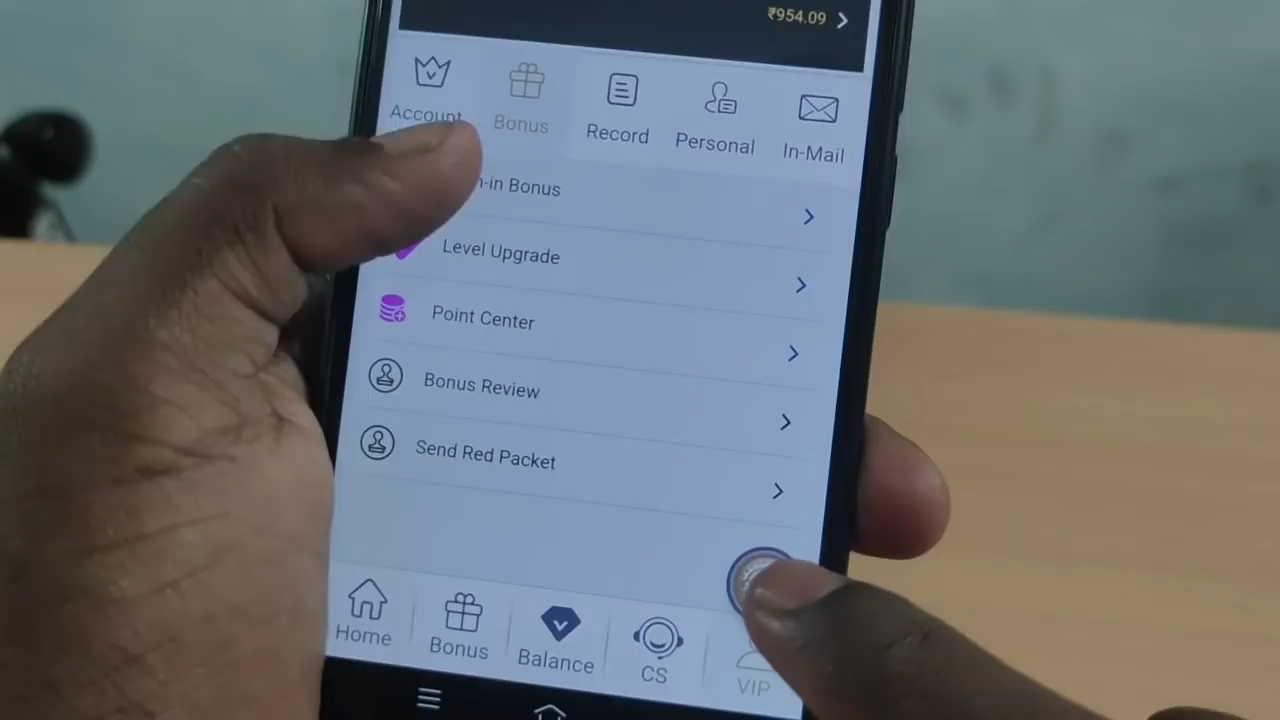 ₹954.09
Account
Bonus
Record
Personal
In-Mail
-in Bonus
Level Upgrade
Point Center
Bonus Review
Send Red Packet
Home
Bonus
Balance
CS
VIP